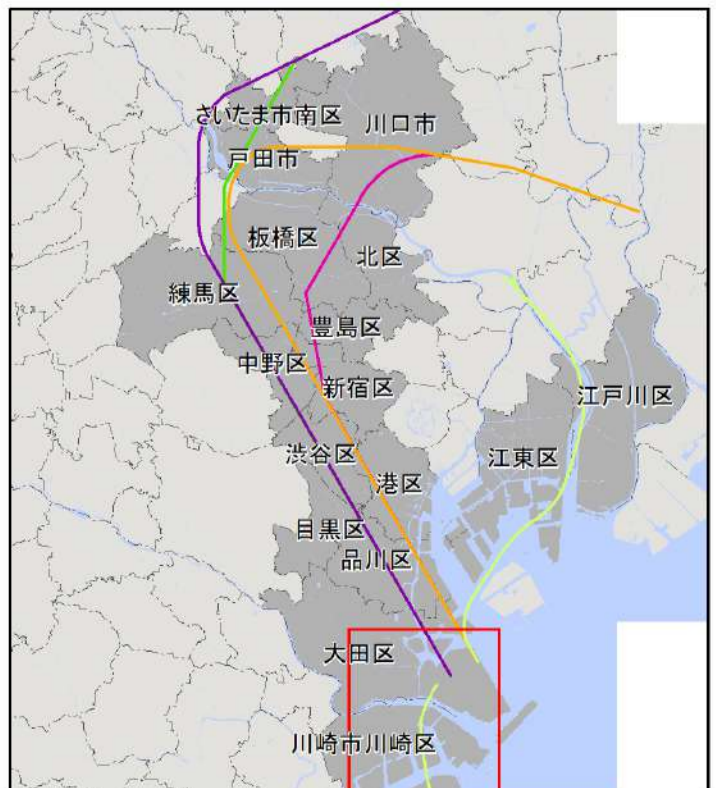 さいたま市南区
川口市
戸田市
板橋区
北区
練馬区
豊島区
中野区
新宿区
江戸川区
渋谷区
江東区
港区
目黒区
品川区
大田区
川崎市川崎区